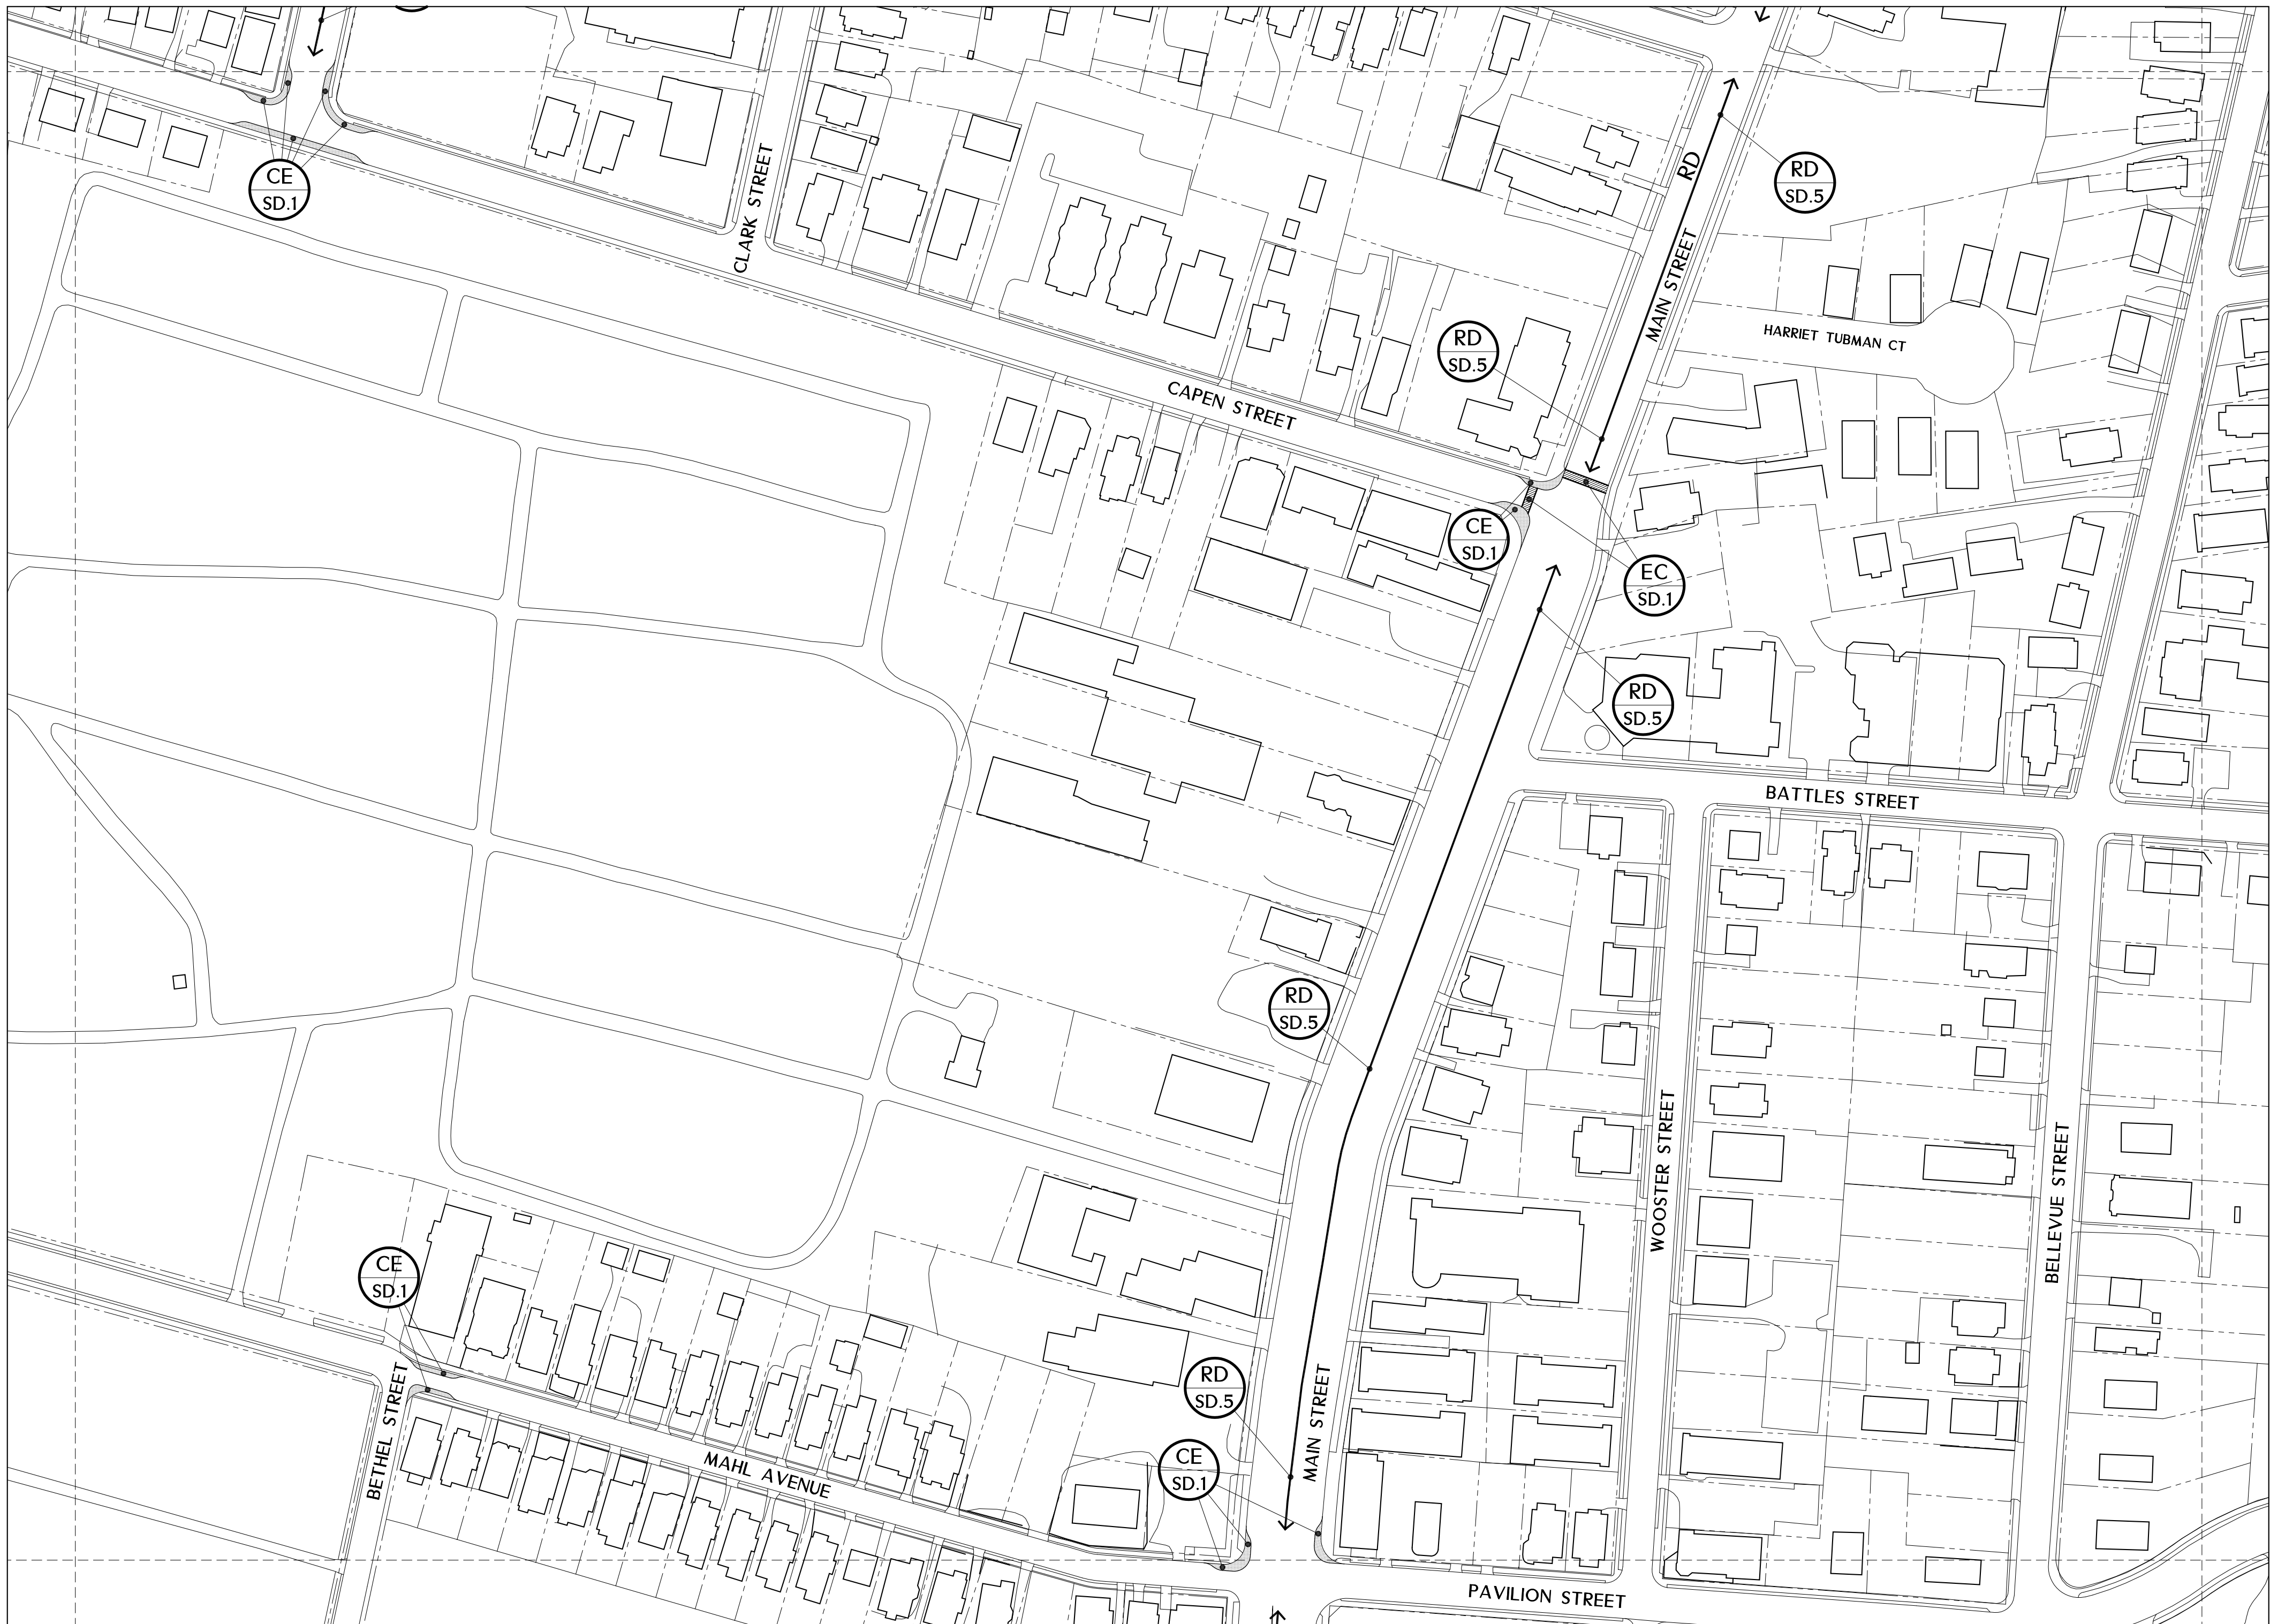 CE
SD.1
CLARK STREET
RD
MAIN STREET
RD
SD.5
HARRIET TUBMAN CT
RD
SD.5
CAPEN STREET
CE
SD.1
EC
SD.1
RD
SD.5
BATTLES STREET
RD
SD.5
WOOSTER STREET
BELLEVUE STREET
CE
SD.1
BETHEL STREET
MAHL AVENUE
RD
SD.5
MAIN STREET
CE
SD.1
PAVILION STREET